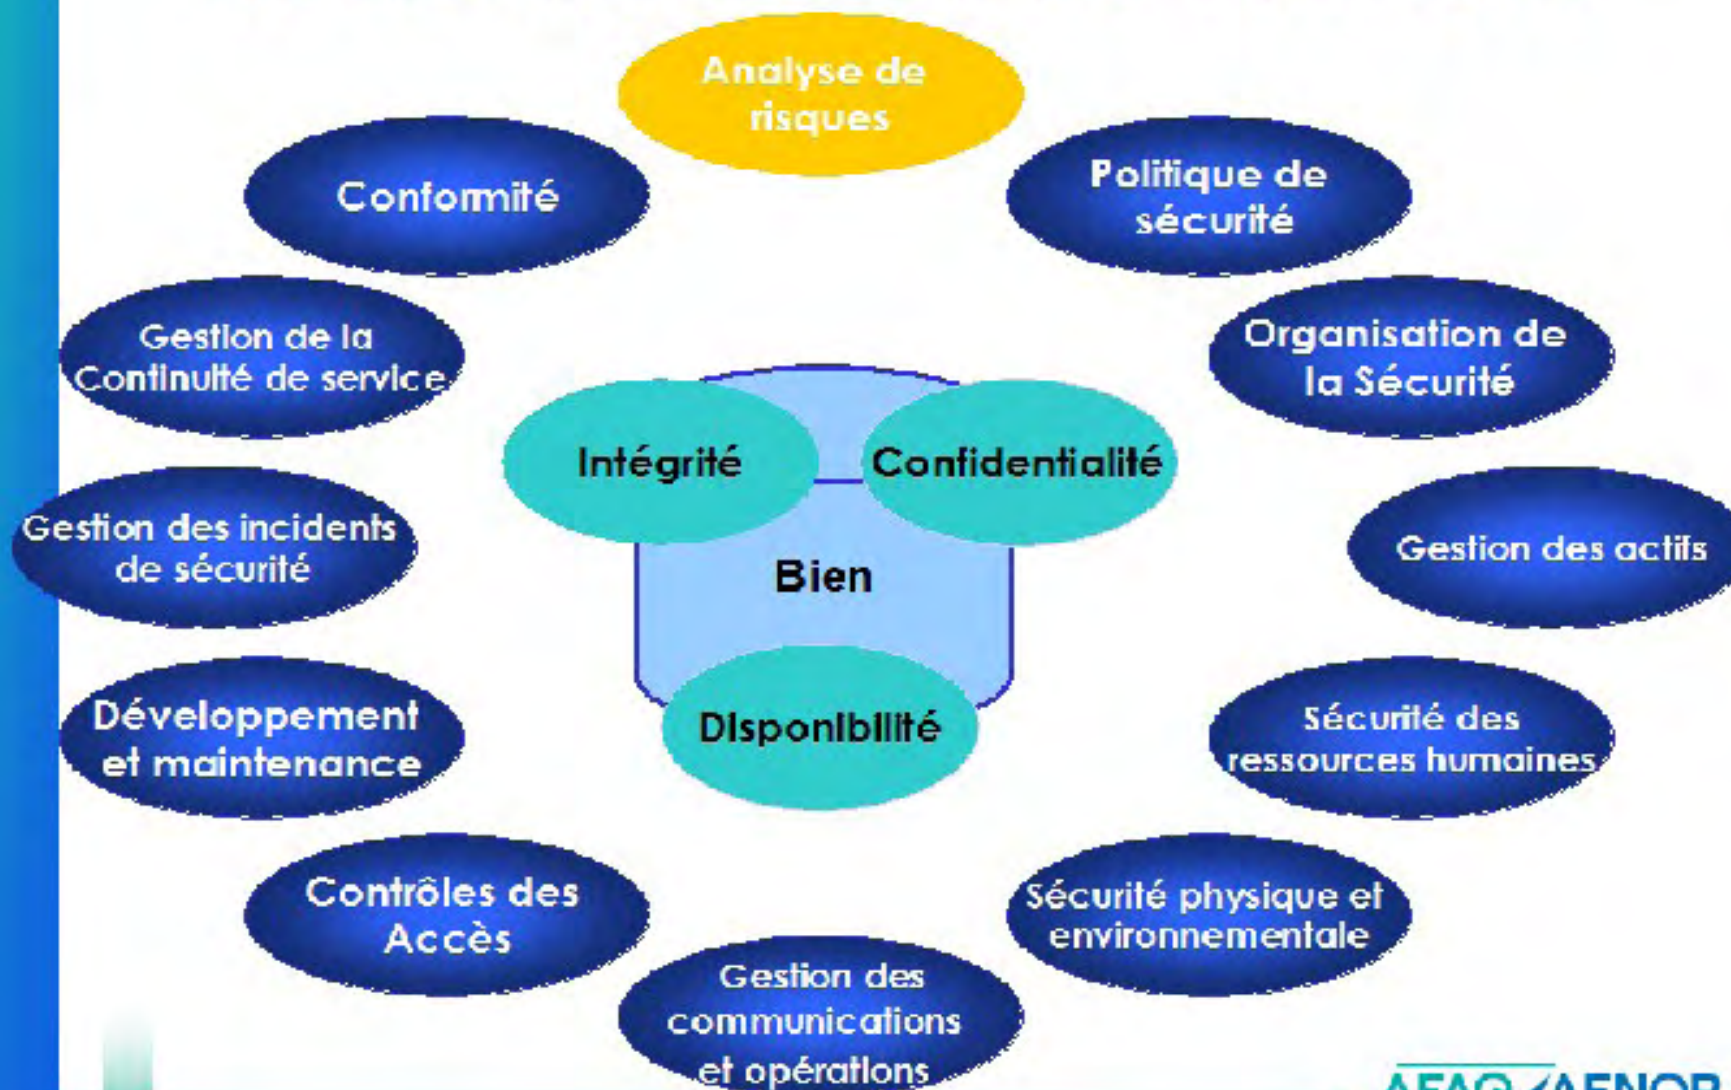 Analyse de
risques
Conformité
Politique de
sécurité
Gestion de la
Continuité de service
Organisation de
la Sécurité
Intégrité
Confidentialité
Gestion des incidents
de sécurité
Bien
Gestion des actifs
Développement
et maintenance
Disponibilité
Sécurité des
ressources humaines
Contrôles des
Accès
Sécurité physique et
environnementale
Gestion des
communications
et opérations
AFAQ AFNOR